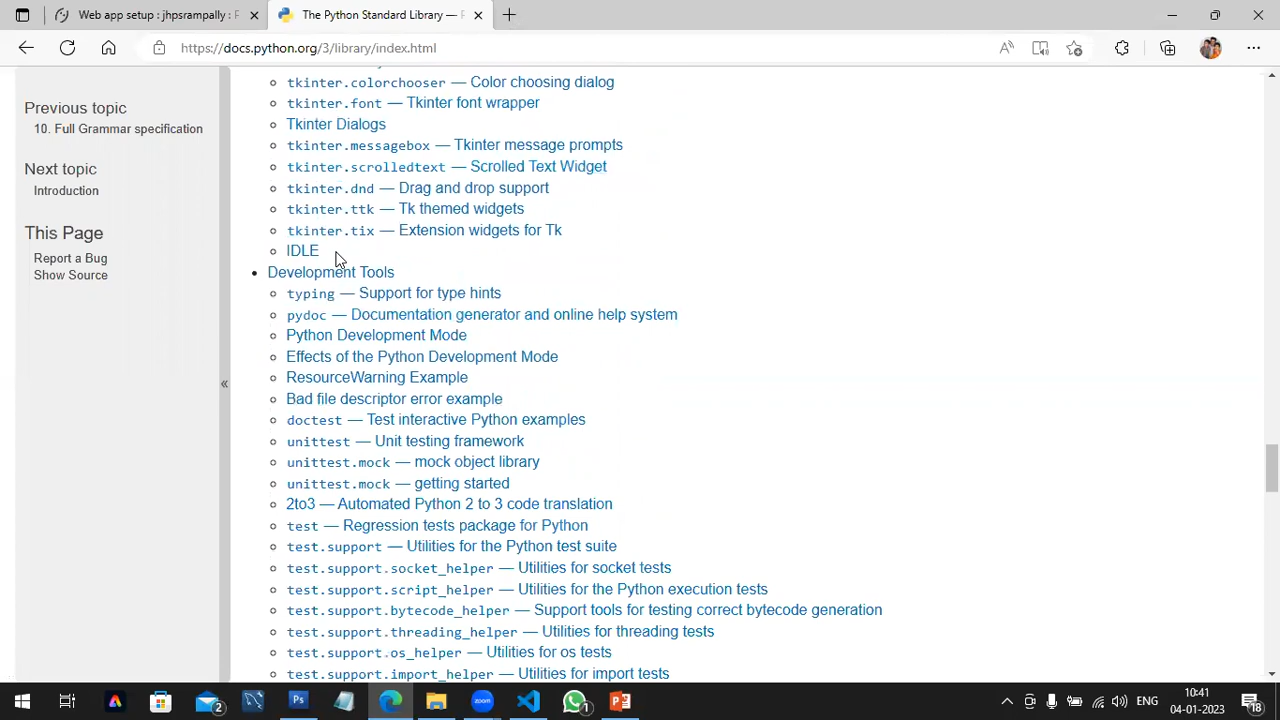 Web app setup : jhpsrampally : P
The Python Standard Library — P
https://docs.python.org/3/library/index.html
Previous topic
10. Full Grammar specification
Next topic
Introduction
This Page
Report a Bug
Show Source
«
tkinter.colorchooser — Color choosing dialog
tkinter.font — Tkinter font wrapper
Tkinter Dialogs
tkinter.messagebox — Tkinter message prompts
tkinter.scrolledtext — Scrolled Text Widget
tkinter.dnd — Drag and drop support
tkinter.ttk — Tk themed widgets
tkinter.tix — Extension widgets for Tk
IDLE
Development Tools
typing — Support for type hints
pydoc — Documentation generator and online help system
Python Development Mode
Effects of the Python Development Mode
ResourceWarning Example
Bad file descriptor error example
doctest — Test interactive Python examples
unittest — Unit testing framework
unittest.mock — mock object library
unittest.mock — getting started
2to3 — Automated Python 2 to 3 code translation
test — Regression tests package for Python
test.support — Utilities for the Python test suite
test.support.socket_helper — Utilities for socket tests
test.support.script_helper — Utilities for the Python execution tests
test.support.bytecode_helper — Support tools for testing correct bytecode generation
test.support.threading_helper — Utilities for threading tests
test.support.os_helper — Utilities for os tests
test.support.import_helper — Utilities for import tests
2
Ps
zoom
1
ENG
10:41
04-01-2023
18